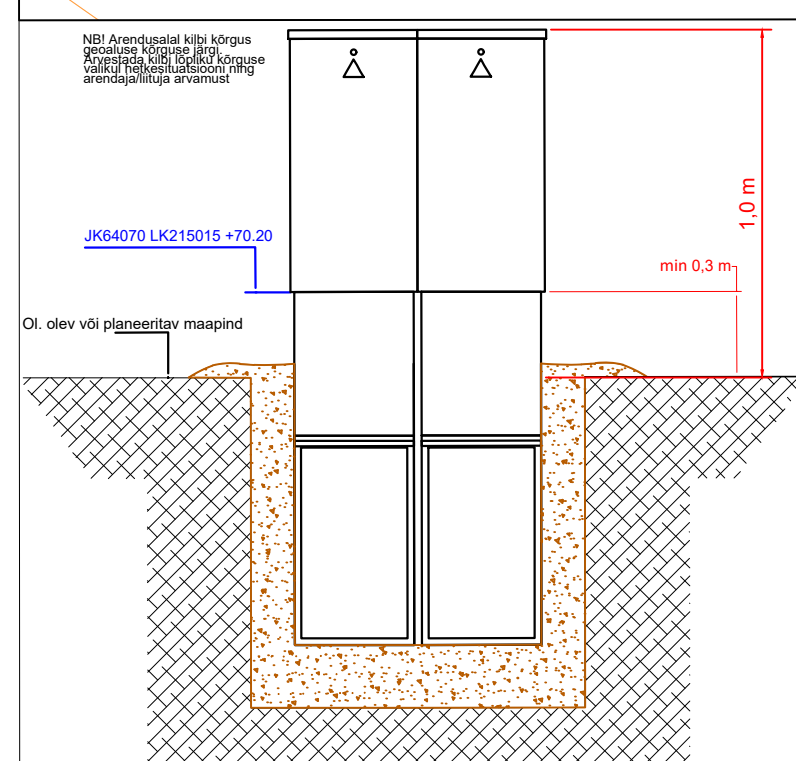 NB! Arendusalal kilbi kõrgus
geoaluse kõrguse järgi.
Arvestada kilbi lõpliku kõrguse
valikul hetkesituatsiooni ning
arendaja/liituja arvamust
1,0 m
JK64070 LK215015 +70.20
min 0,3 m
Ol. olev või planeeritav maapind